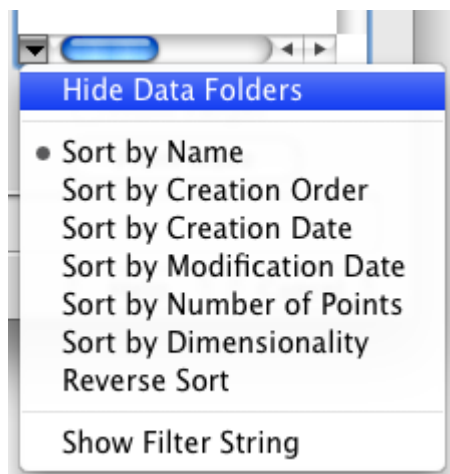 Hide Data Folders
Sort by Name
Sort by Creation Order
Sort by Creation Date
Sort by Modification Date
Sort by Number of Points
Sort by Dimensionality
Reverse Sort
Show Filter String